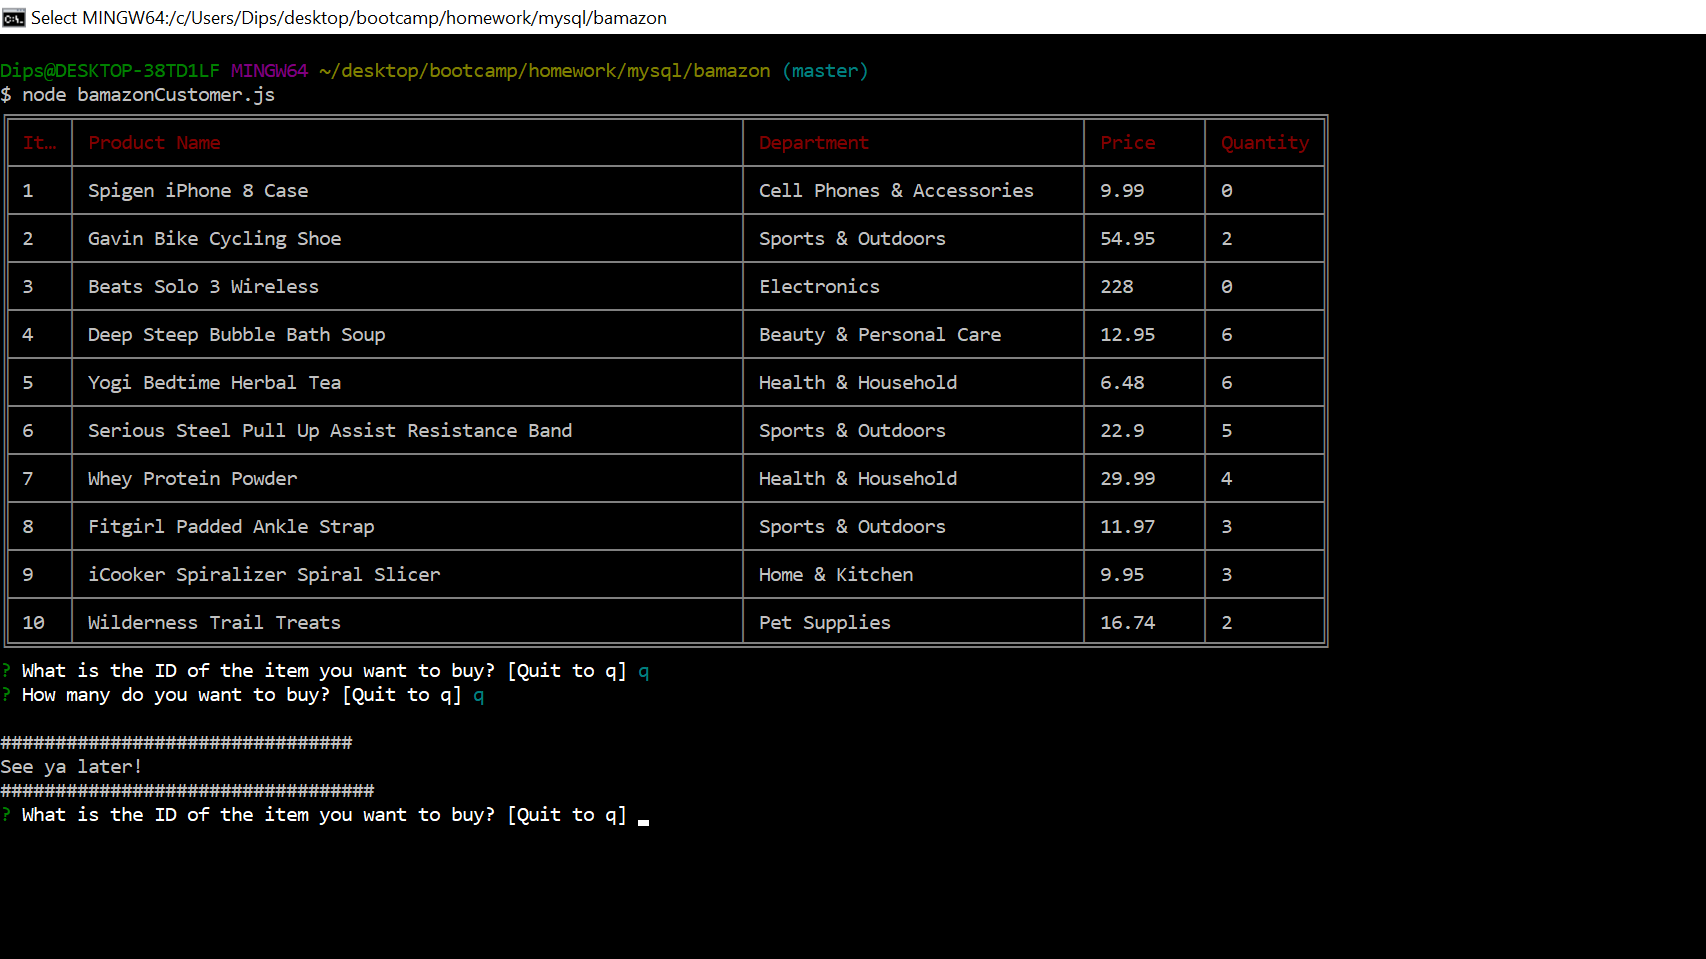 Select MINGW64:/c/Users/Dips/desktop/bootcamp/homework/mysql/bamazon
Dips@DESKTOP-38TD1LF MINGW64 ~/desktop/bootcamp/homework/mysql/bamazon (master)
$ node bamazonCustomer.js
It… Product Name Department Price Quantity
1 Spigen iPhone 8 Case Cell Phones & Accessories 9.99 0
2 Gavin Bike Cycling Shoe Sports & Outdoors 54.95 2
3 Beats Solo 3 Wireless Electronics 228 0
4 Deep Steep Bubble Bath Soup Beauty & Personal Care 12.95 6
5 Yogi Bedtime Herbal Tea Health & Household 6.48 6
6 Serious Steel Pull Up Assist Resistance Band Sports & Outdoors 22.9 5
7 Whey Protein Powder Health & Household 29.99 4
8 Fitgirl Padded Ankle Strap Sports & Outdoors 11.97 3
9 iCooker Spiralizer Spiral Slicer Home & Kitchen 9.95 3
10 Wilderness Trail Treats Pet Supplies 16.74 2
? What is the ID of the item you want to buy? [Quit to q] q
? How many do you want to buy? [Quit to q] q
################################
See ya later!
##################################
? What is the ID of the item you want to buy? [Quit to q]